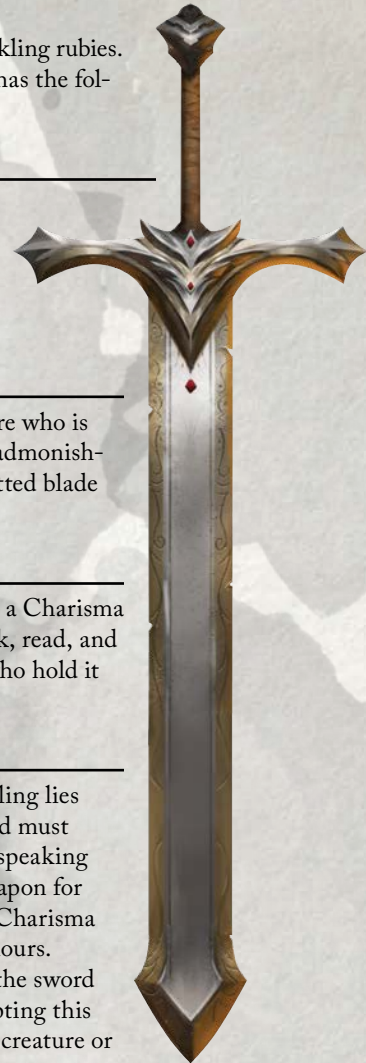 kling rubies.
has the fol-
re who is
admonish-
tted blade
a Charisma
k, read, and
ho hold it
ling lies
d must
speaking
apon for
Charisma
ours.
the sword
pting this
creature or